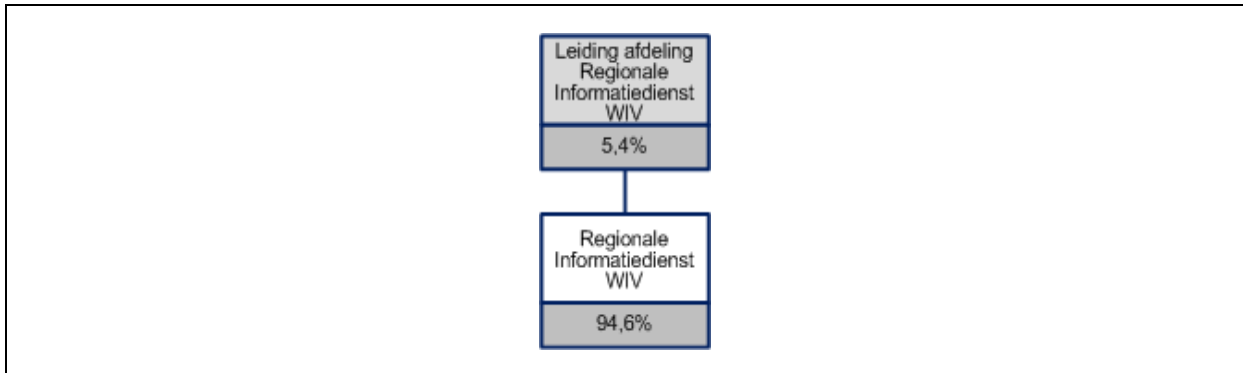 Leiding afdeling
Regionale
Informatiedienst
WIV
5,4%
Regionale
Informatiedienst
WIV
94,6%